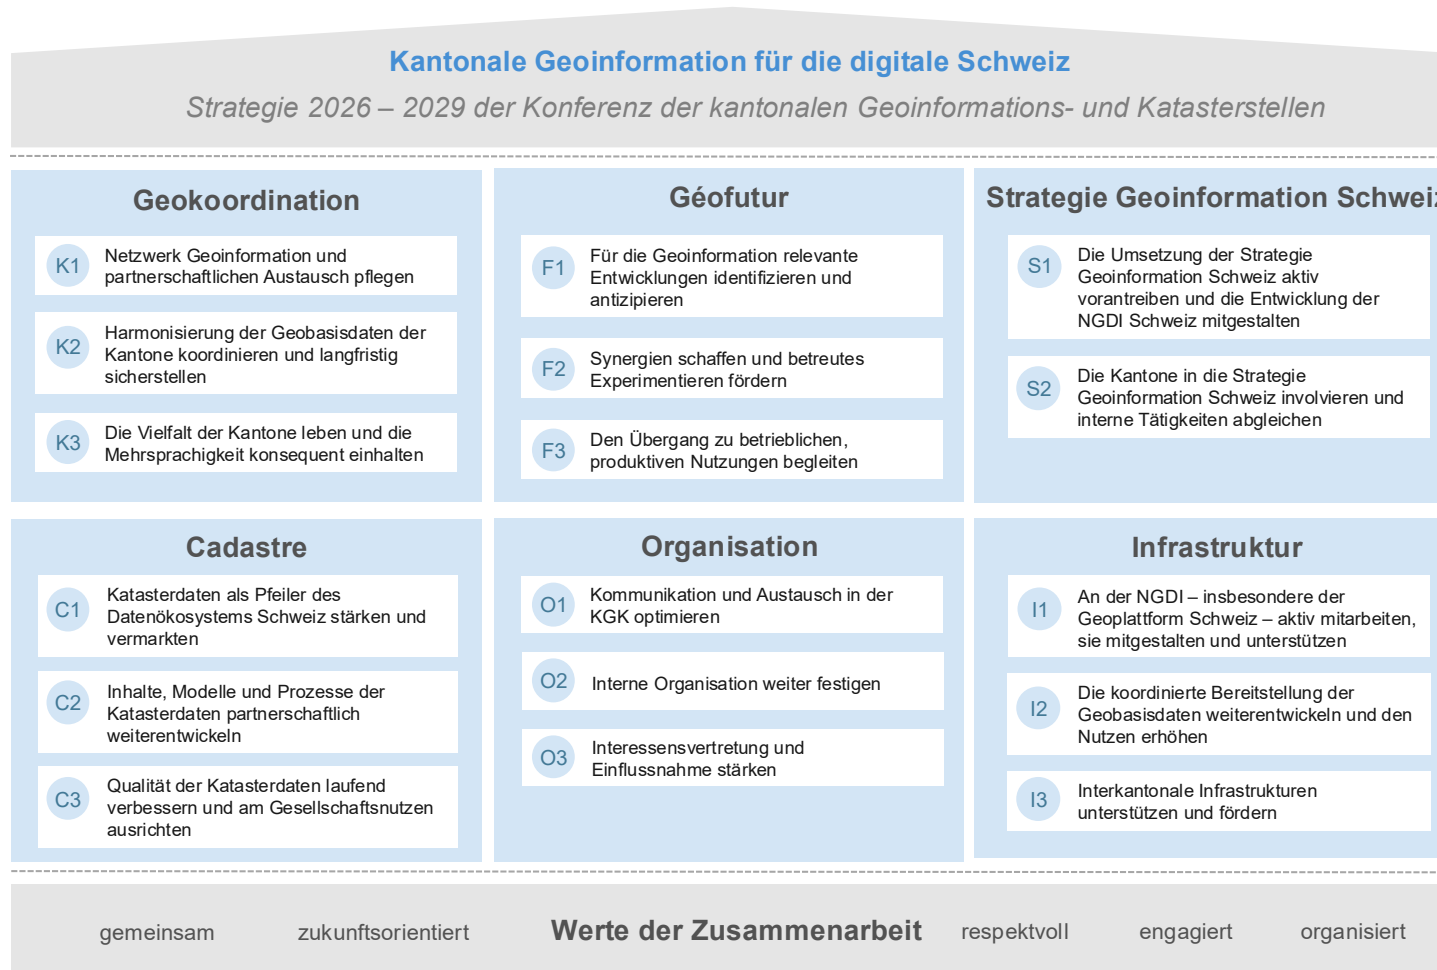 Kantonale Geoinformation für die digitale Schweiz
Strategie 2026 – 2029 der Konferenz der kantonalen Geoinformations- und Katasterstellen
Geokoordination
K1
Netzwerk Geoinformation und
partnerschaftlichen Austausch pflegen
K2
Harmonisierung der Geobasisdaten der
Kantone koordinieren und langfristig
sicherstellen
K3
Die Vielfalt der Kantone leben und die
Mehrsprachigkeit konsequent einhalten
Géofutur
F1
Für die Geoinformation relevante
Entwicklungen identifizieren und
antizipieren
F2
Synergien schaffen und betreutes
Experimentieren fördern
F3
Den Übergang zu betrieblichen,
produktiven Nutzungen begleiten
Strategie Geoinformation Schweiz
S1
Die Umsetzung der Strategie
Geoinformation Schweiz aktiv
vorantreiben und die Entwicklung der
NGDI Schweiz mitgestalten
S2
Die Kantone in die Strategie
Geoinformation Schweiz involvieren und
interne Tätigkeiten abgleichen
Cadastre
C1
Katasterdaten als Pfeiler des
Datenökosystems Schweiz stärken und
vermarkten
C2
Inhalte, Modelle und Prozesse der
Katasterdaten partnerschaftlich
weiterentwickeln
C3
Qualität der Katasterdaten laufend
verbessern und am Gesellschaftsnutzen
ausrichten
Organisation
O1
Kommunikation und Austausch in der
KGK optimieren
O2
Interne Organisation weiter festigen
O3
Interessensvertretung und
Einflussnahme stärken
Infrastruktur
I1
An der NGDI – insbesondere der
Geoplattform Schweiz – aktiv mitarbeiten,
sie mitgestalten und unterstützen
I2
Die koordinierte Bereitstellung der
Geobasisdaten weiterentwickeln und den
Nutzen erhöhen
I3
Interkantonale Infrastrukturen
unterstützen und fördern
gemeinsam zukunftsorientiert Werte der Zusammenarbeit respektvoll engagiert organisiert